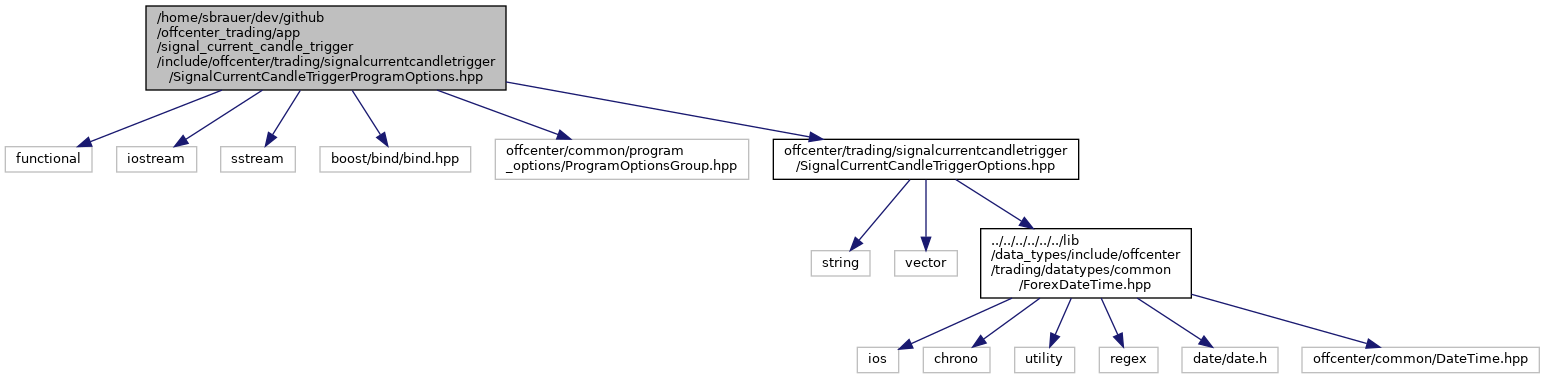 /home/sbrauer/dev/github
/offcenter_trading/app
/signal_current_candle_trigger
/include/offcenter/trading/signalcurrentcandletrigger
/SignalCurrentCandleTriggerProgramOptions.hpp
functional
iostream
sstream
boost/bind/bind.hpp
offcenter/common/program
_options/ProgramOptionsGroup.hpp
offcenter/trading/signalcurrentcandletrigger
/SignalCurrentCandleTriggerOptions.hpp
string
vector
../../../../../../lib
/data_types/include/offcenter
/trading/datatypes/common
/ForexDateTime.hpp
ios
chrono
utility
regex
date/date.h
offcenter/common/DateTime.hpp